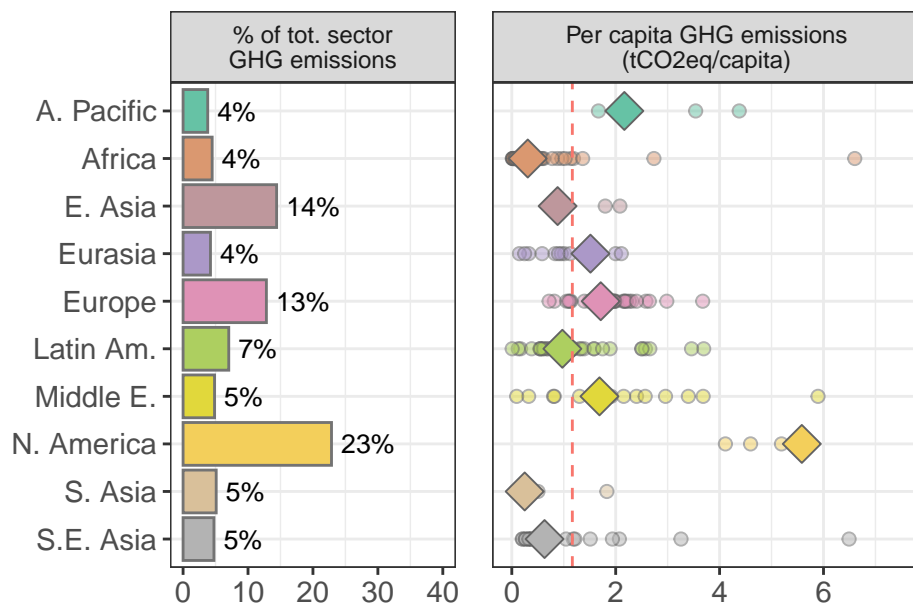 % of tot. sector
GHG emissions
Per capita GHG emissions
(tCO2eq/capita)
A. Pacific
4%
Africa
4%
E. Asia
14%
Eurasia
4%
Europe
13%
Latin Am.
7%
Middle E.
5%
N. America
23%
S. Asia
5%
S.E. Asia
5%
0 10 20 30 40
0 2 4 6